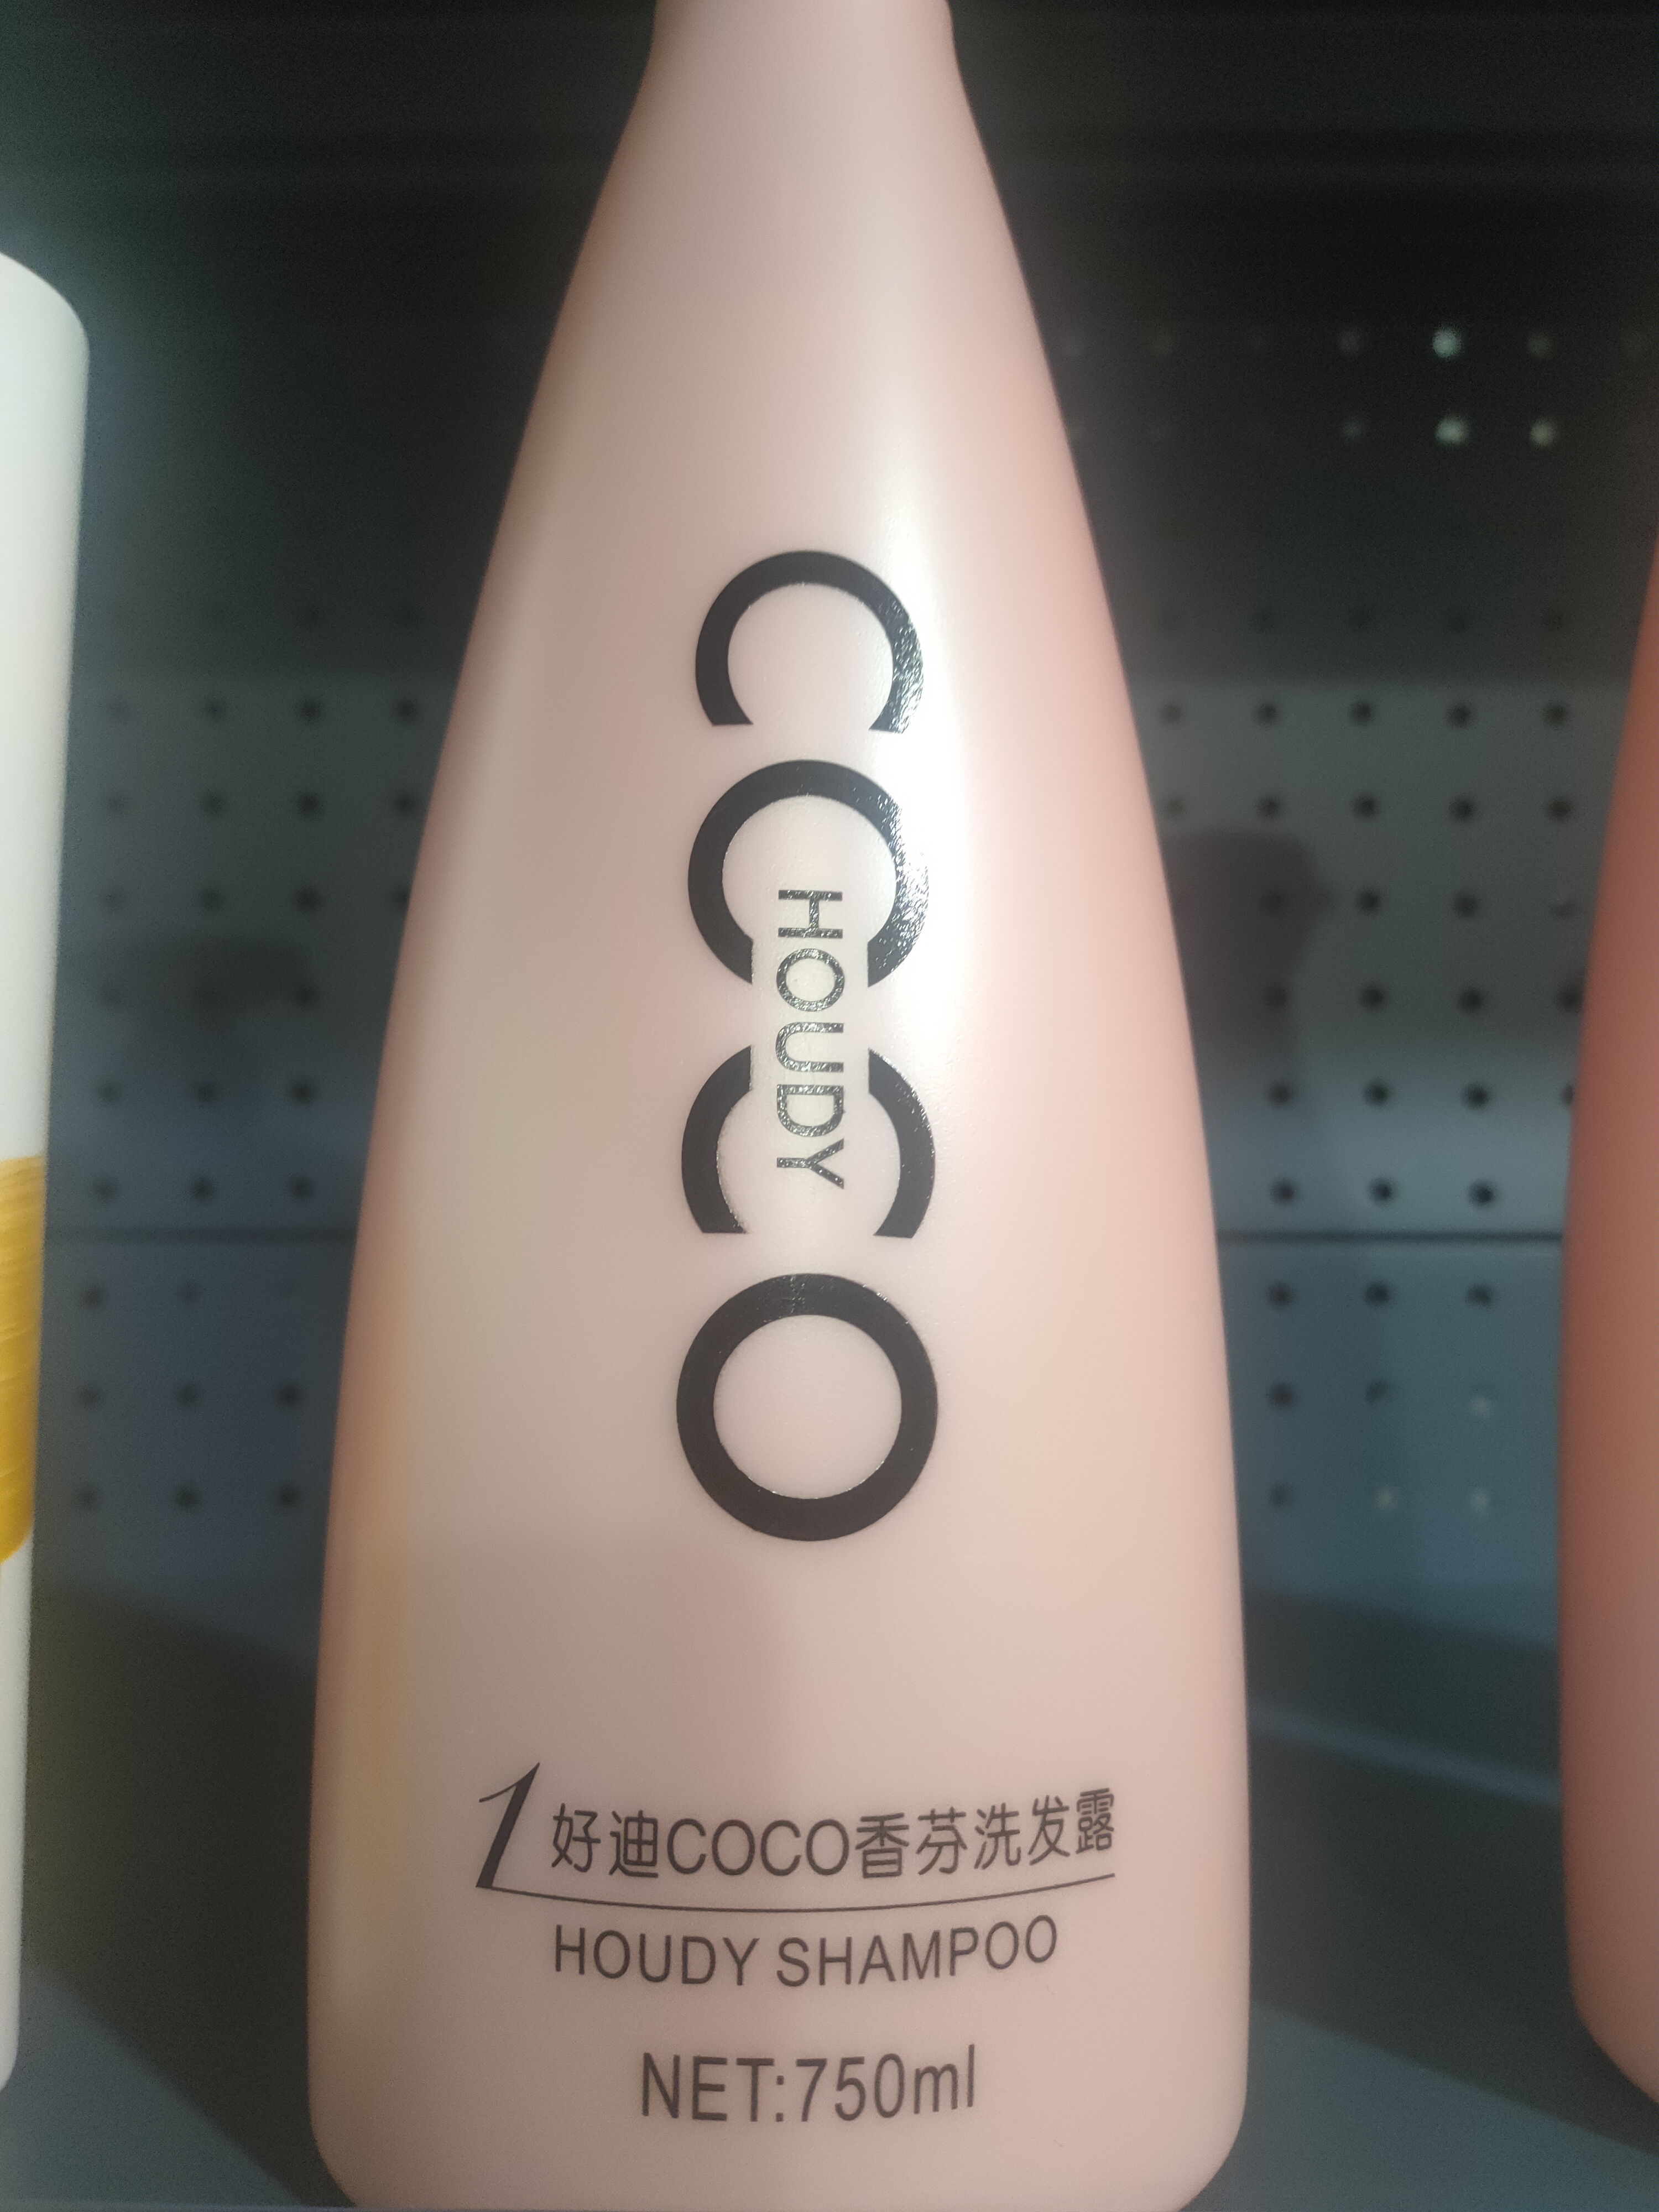 COCO
HOUDY
1 好迪COCO香芬洗发露
HOUDY SHAMPOO
NET:750ml